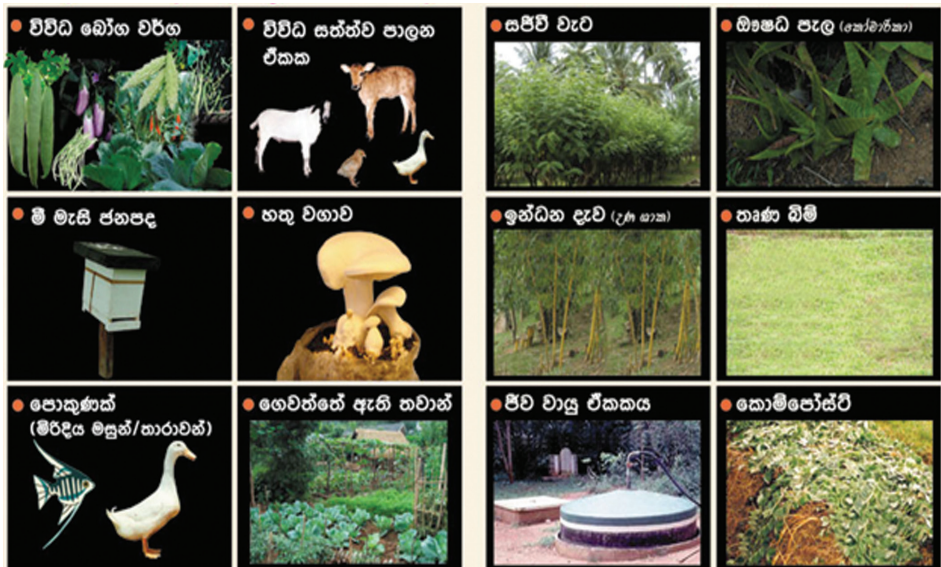 විවිධ බෝග වර්ග
විවිධ සත්ත්ව පාලන
ඒකක
සජීවී වැට
ඖෂධ පැල (කෝමාරිකා)
මී මැසි ජනපද
හතු වගාව
ඉන්ධන දැව (උණ ශාක)
තෘණ බිම්
පොකුණක්
(මිරිදිය මසුන්/තාරාවන්)
ගෙවත්තේ ඇති තවාන්
ජීව වායු ඒකකය
කොම්පෝස්ට්